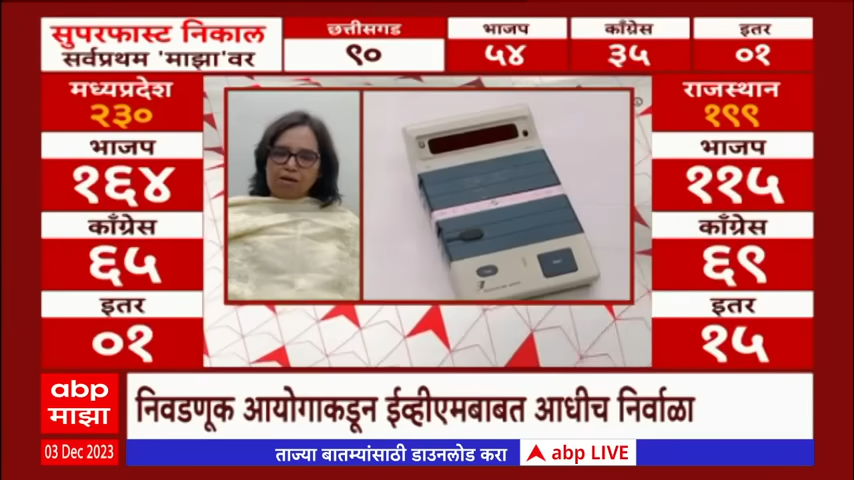 सुपरफास्ट निकाल
सर्वप्रथम 'माझा'वर
छत्तीसगड
९०
भाजप
५४
काँग्रेस
३५
इतर
०१
मध्यप्रदेश
२३०
भाजप
१६४
काँग्रेस
६५
इतर
०१
राजस्थान
१९९
भाजप
११५
काँग्रेस
६९
इतर
१५
abp
माझा
03 Dec 2023
निवडणूक आयोगाकडून ईव्हीएमबाबत आधीच निर्वाळा
ताज्या बातम्यांसाठी डाउनलोड करा
abp LIVE